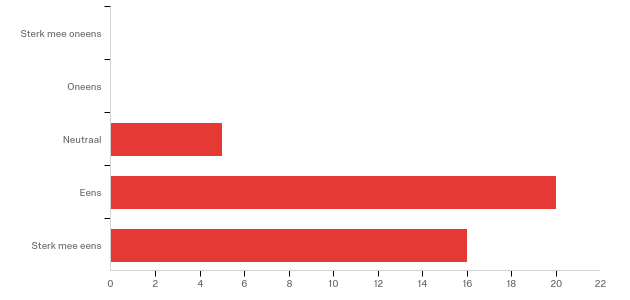 Sterk mee oneens
Oneens
Neutraal
Eens
Sterk mee eens
0 2 4 6 8 10 12 14 16 18 20 22